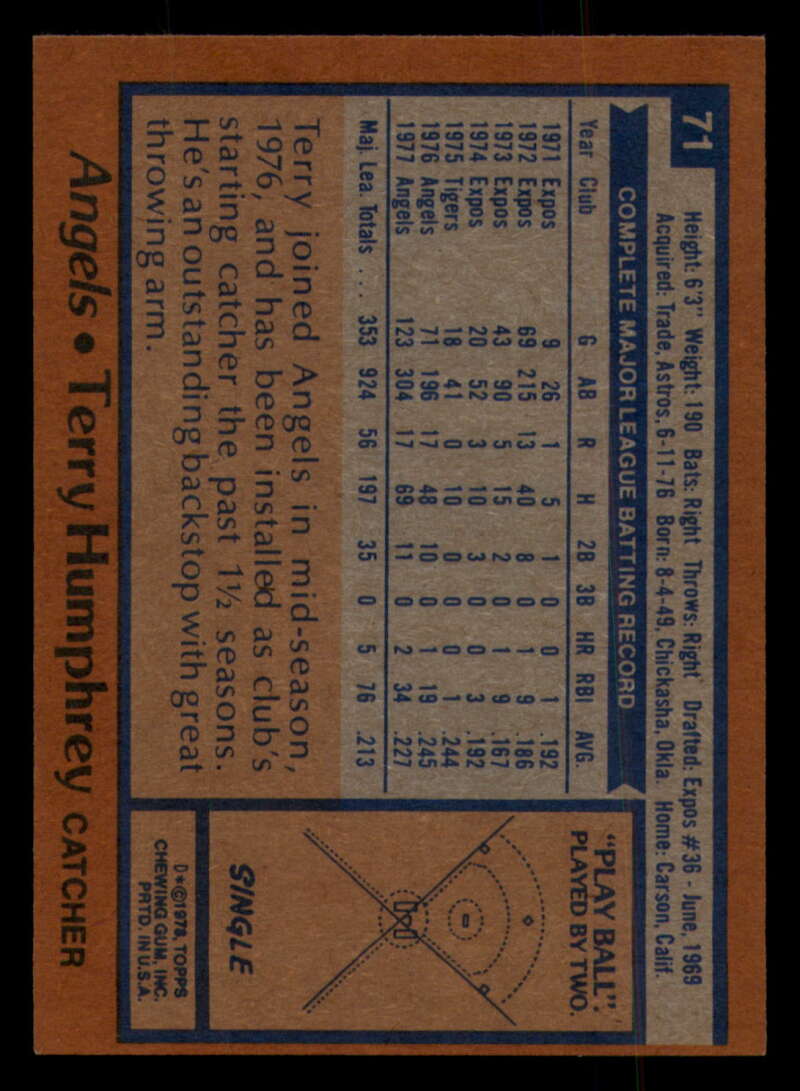 71
Height: 6'3" Weight: 190 Bats: Right Throws: Right Drafted: Expos #36 - June, 1969
Acquired: Trade, Astros, 6-11-76 Born: 8-4-49, Chickasha, Okla. Home: Carson, Calif.
COMPLETE MAJOR LEAGUE BATTING RECORD
Year Club G AB R H 2B 3B HR RBI AVG.
1971 Expos 9 26 1 5 1 0 0 1 .192
1972 Expos 69 215 13 40 8 0 1 9 .186
1973 Expos 43 90 5 15 2 0 1 9 .167
1974 Expos 20 52 3 10 3 0 0 3 .192
1975 Tigers 18 41 0 10 0 0 0 1 .244
1976 Angels 71 196 17 48 10 0 1 19 .245
1977 Angels 123 304 17 69 11 0 2 34 .227
Maj. Lea. Totals ... 353 924 56 197 35 0 5 76 .213
Terry joined Angels in mid-season,
1976, and has been installed as club's
starting catcher the past 1½ seasons.
He's an outstanding backstop with great
throwing arm.
"PLAY BALL":
PLAYED BY TWO.
SINGLE
D*©1978, TOPPS
CHEWING GUM, INC.
PRTD. IN U.S.A.
Angels • Terry Humphrey CATCHER